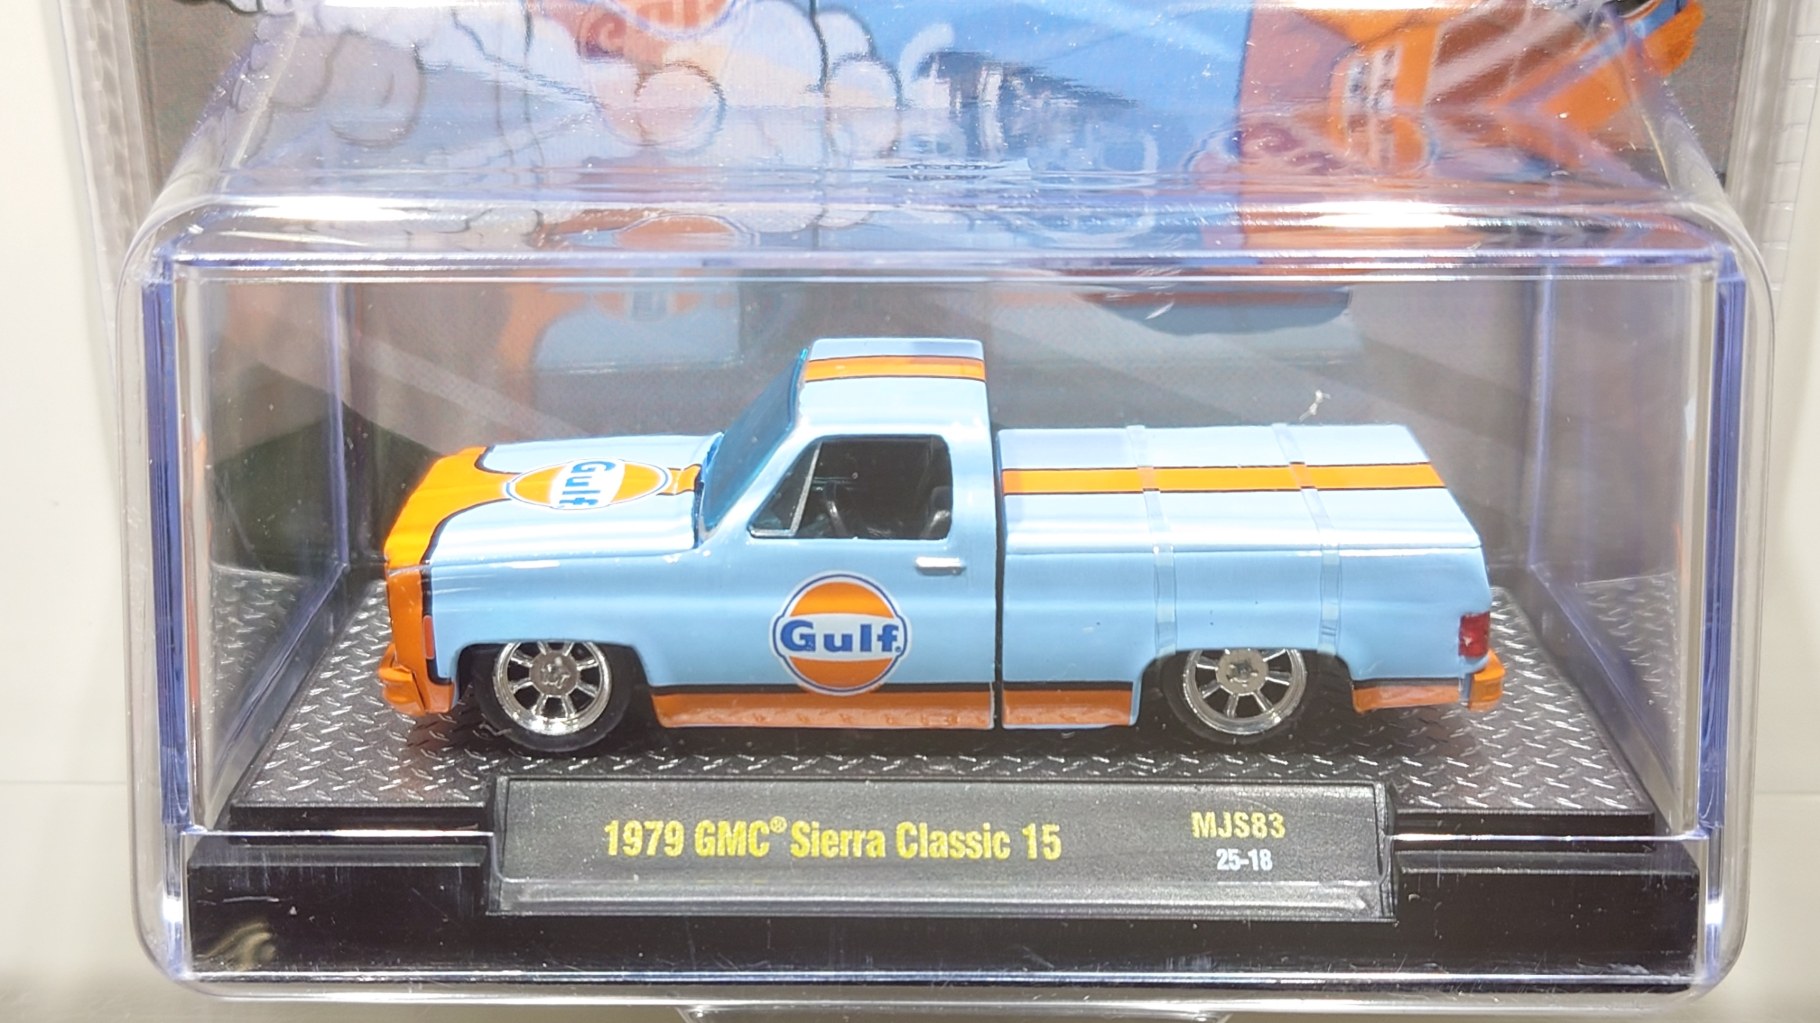 Gulf
Gulf
1979 GMC® Sierra Classic 15
MJS83
25-18